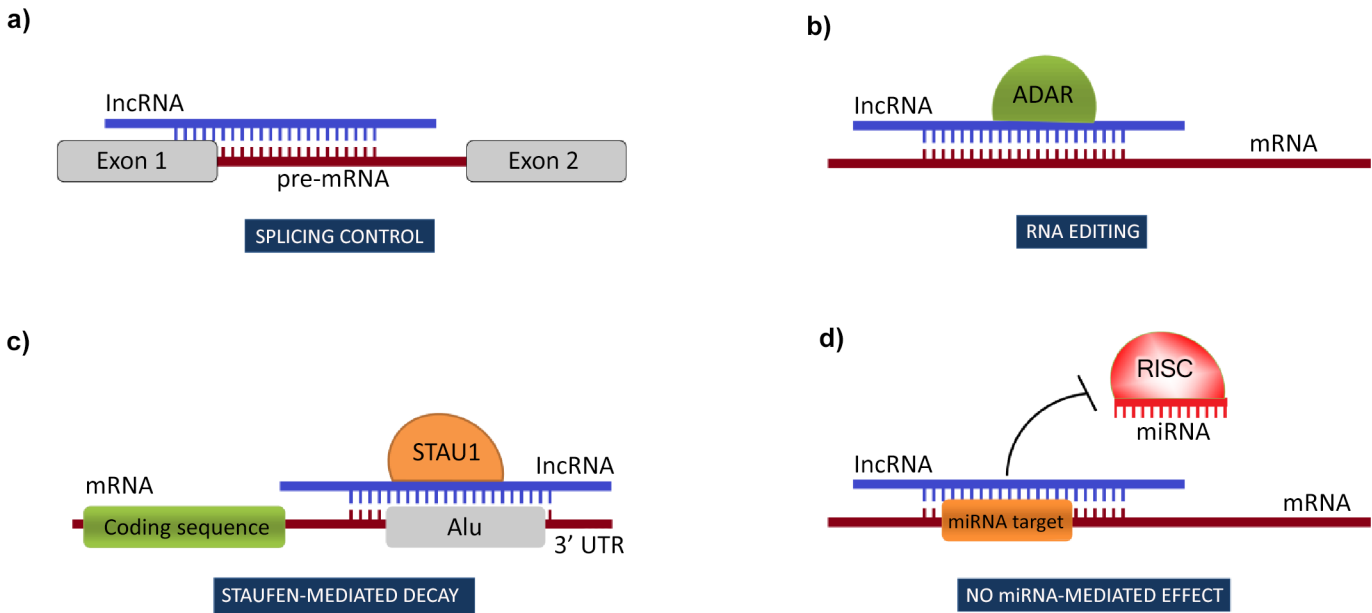 a)
lncRNA
Exon 1
Exon 2
pre-mRNA
SPLICING CONTROL
b)
ADAR
lncRNA
mRNA
RNA EDITING
c)
STAU1
lncRNA
mRNA
Coding sequence
Alu
3’ UTR
STAUFEN-MEDIATED DECAY
d)
RISC
miRNA
lncRNA
mRNA
miRNA target
NO miRNA-MEDIATED EFFECT